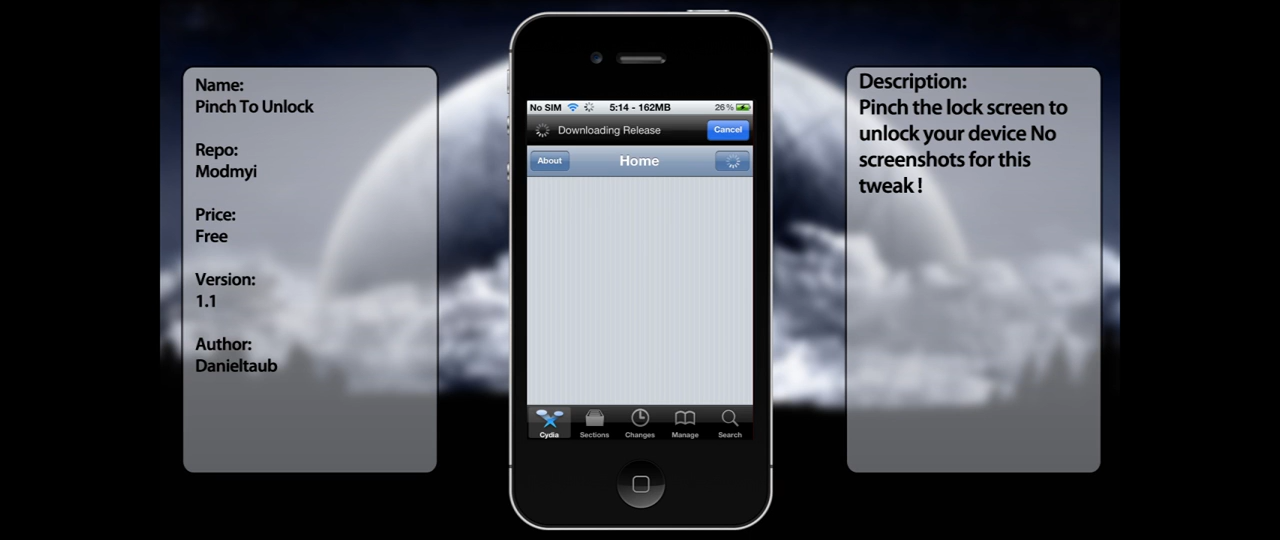 Name:
Pinch To Unlock
Repo:
Modmyi
Price:
Free
Version:
1.1
Author:
Danieltaub
No SIM 5:14 - 162MB 26%
Downloading Release Cancel
About Home
Cydia Sections Changes Manage Search
Description:
Pinch the lock screen to
unlock your device No
screenshots for this
tweak !